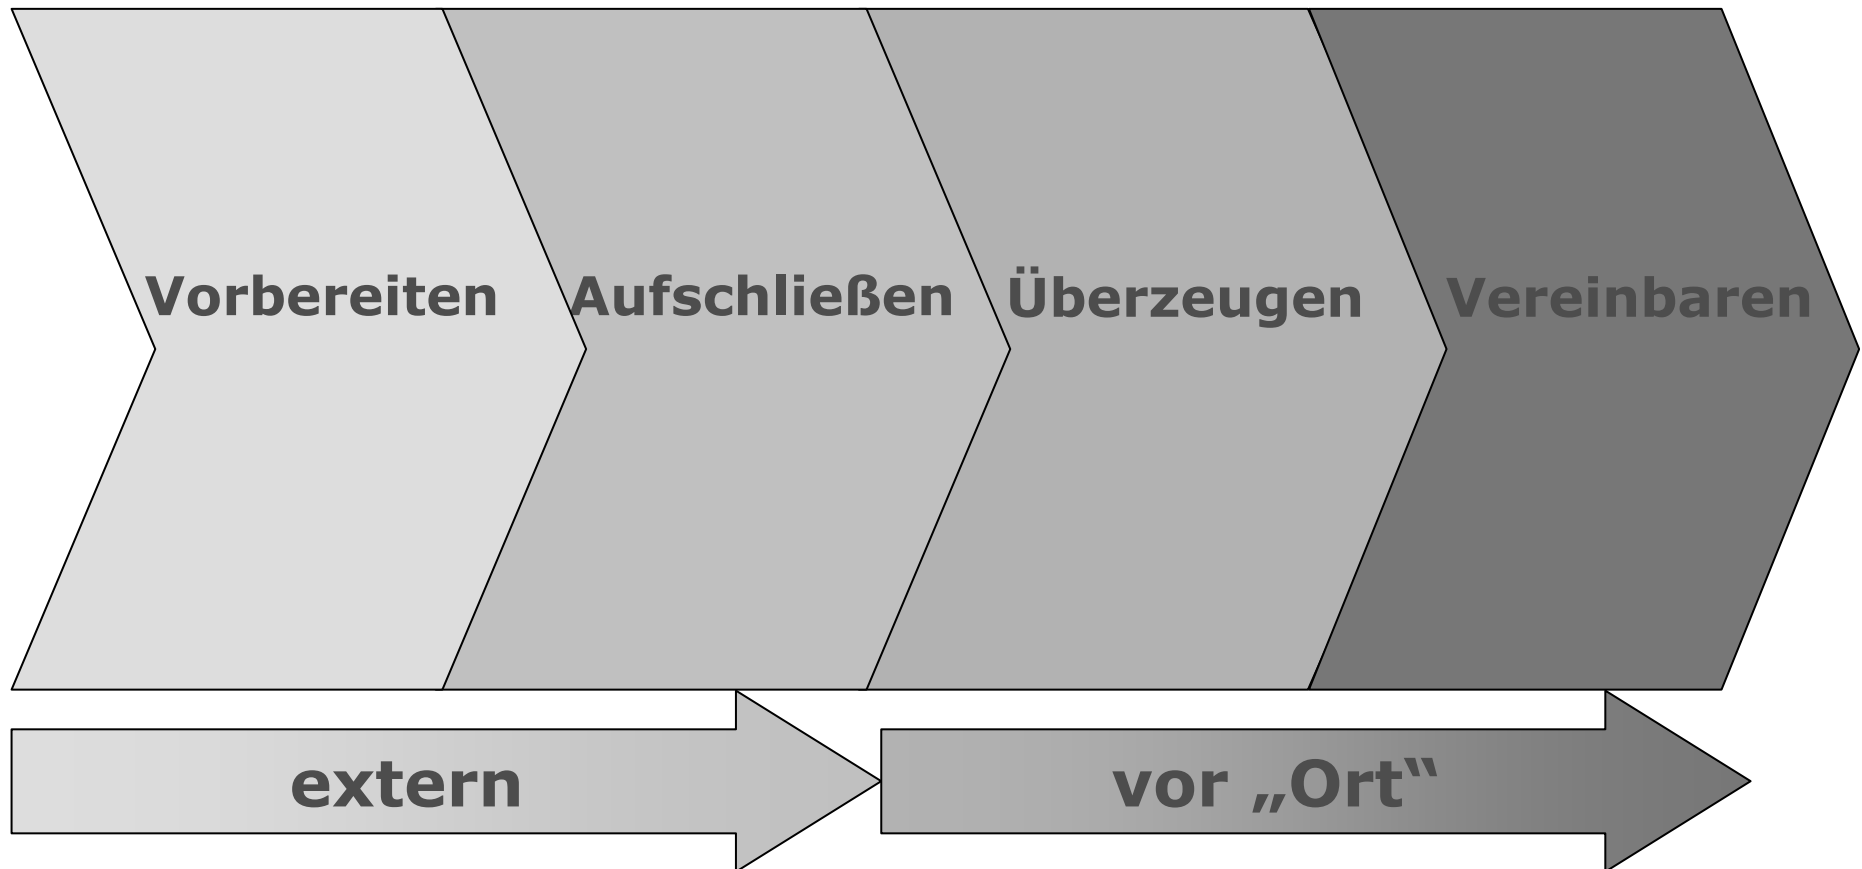 Vorbereiten
Aufschließen
Überzeugen
Vereinbaren
extern
vor „Ort“